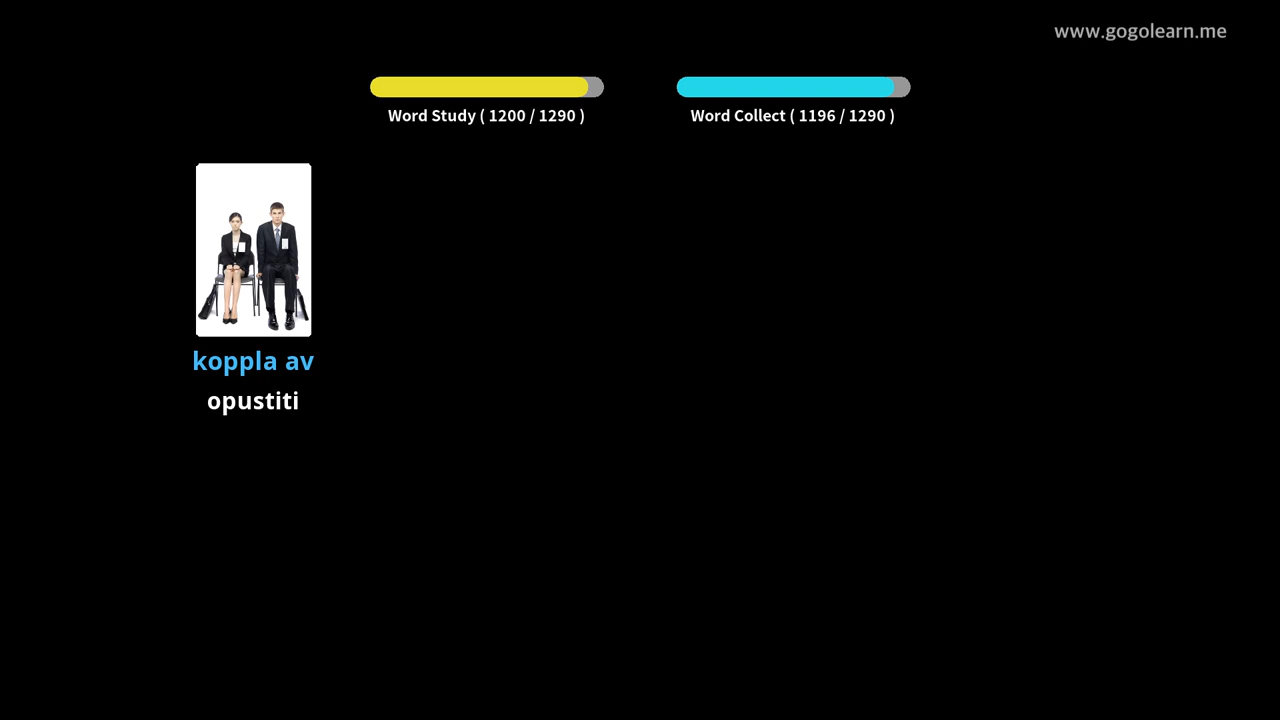 www.gogolearn.me
Word Study ( 1200 / 1290 )
Word Collect ( 1196 / 1290 )
koppla av
opustiti